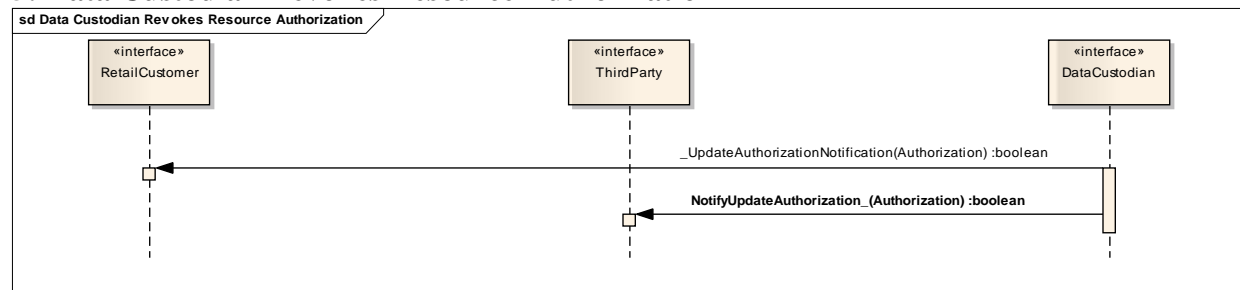 sd Data Custodian Revokes Resource Authorization
«interface»
RetailCustomer
«interface»
ThirdParty
«interface»
DataCustodian
_UpdateAuthorizationNotification(Authorization) :boolean
NotifyUpdateAuthorization_(Authorization) :boolean